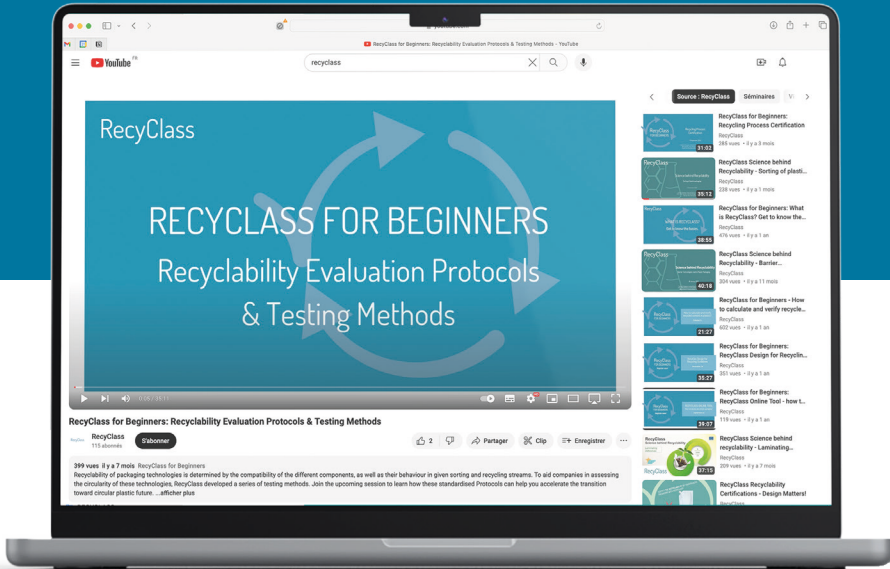 RecyClass for Beginners: Recyclability Evaluation Protocols & Testing Methods – YouTube
YouTube FR
recyclass
RecyClass
RECYCLASS FOR BEGINNERS
Recyclability Evaluation Protocols
& Testing Methods
RecyClass for Beginners: Recyclability Evaluation Protocols & Testing Methods
RecyClass
115 abonnés
S'abonner
2
Partager
Clip
Enregistrer
399 vues il y a 7 mois RecyClass for Beginners
Recyclability of packaging technologies is determined by the compatibility of the different components, as well as their behaviour in given sorting and recycling streams. To aid companies in assessing
the circularity of these technologies, RecyClass developed a series of testing methods. Join the upcoming session to learn how these standardised Protocols can help you accelerate the transition
toward circular plastic future. ...afficher plus
Source : RecyClass
Séminaires
RecyClass for Beginners:
Recycling Process Certification
RecyClass
285 vues • il y a 3 mois
31:02
RecyClass Science behind
Recyclability - Sorting of plasti...
RecyClass
238 vues • il y a 1 mois
35:12
RecyClass for Beginners: What
is RecyClass? Get to know the...
RecyClass
476 vues • il y a 1 an
38:55
RecyClass Science behind
Recyclability - Barrier...
RecyClass
304 vues • il y a 11 mois
40:18
RecyClass for Beginners - How
to calculate and verify recycle...
RecyClass
602 vues • il y a 1 an
21:27
RecyClass for Beginners:
RecyClass Design for Recyclin...
RecyClass
351 vues • il y a 1 an
35:27
RecyClass for Beginners:
RecyClass Online Tool - how t...
RecyClass
119 vues • il y a 1 an
39:07
RecyClass Science behind
recyclability - Laminating...
RecyClass
209 vues • il y a 7 mois
37:15
RecyClass Recyclability
Certifications - Design Matters!